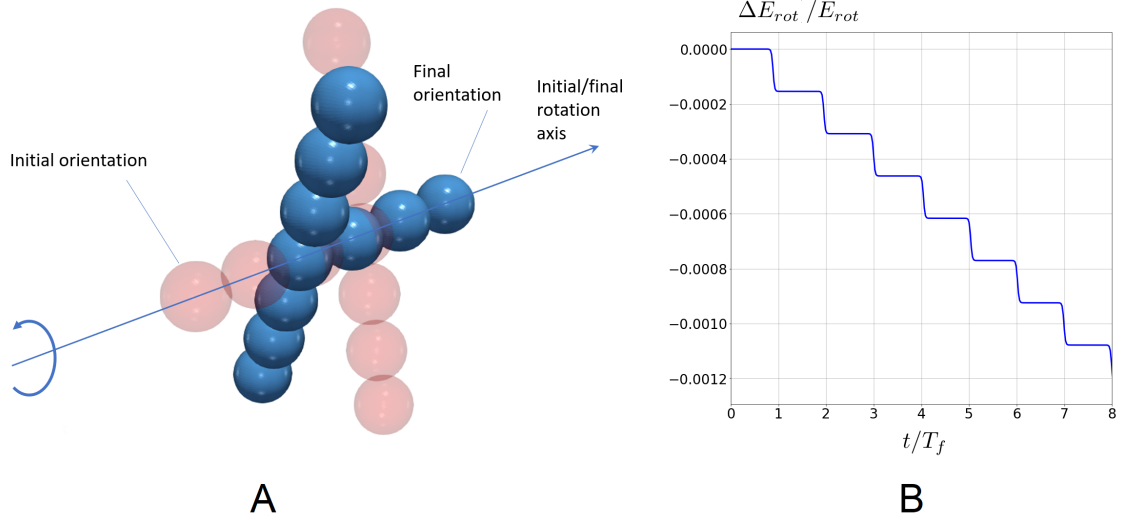 Initial orientation
Final
orientation
Initial/final
rotation
axis
A
ΔE_rot / E_rot
0.0000
−0.0002
−0.0004
−0.0006
−0.0008
−0.0010
−0.0012
0 1 2 3 4 5 6 7 8
t/T_f
B